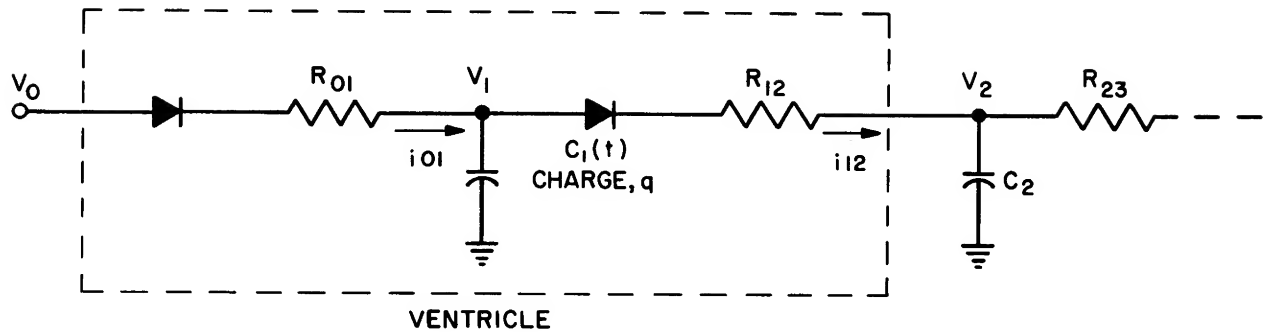 V0
R01
V1
R12
V2
R23
i01
C1(t)
CHARGE, q
i12
C2
VENTRICLE